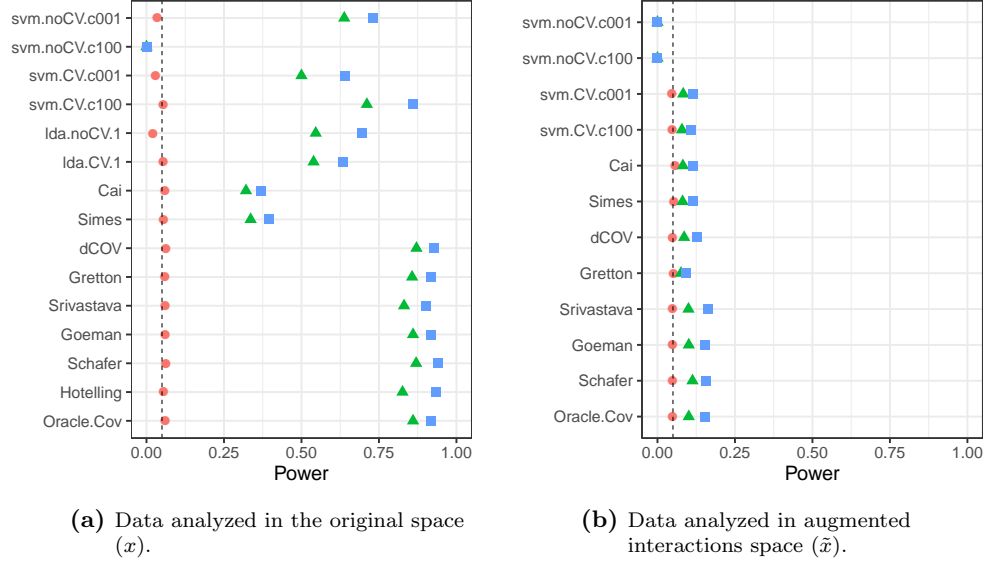 svm.noCV.c001
svm.noCV.c100
svm.CV.c001
svm.CV.c100
lda.noCV.1
lda.CV.1
Cai
Simes
dCOV
Gretton
Srivastava
Goeman
Schafer
Hotelling
Oracle.Cov
0.00 0.25 0.50 0.75 1.00
Power
(a) Data analyzed in the original space
(x).
svm.noCV.c001
svm.noCV.c100
svm.CV.c001
svm.CV.c100
Cai
Simes
dCOV
Gretton
Srivastava
Goeman
Schafer
Oracle.Cov
0.00 0.25 0.50 0.75 1.00
Power
(b) Data analyzed in augmented
interactions space (x̃).